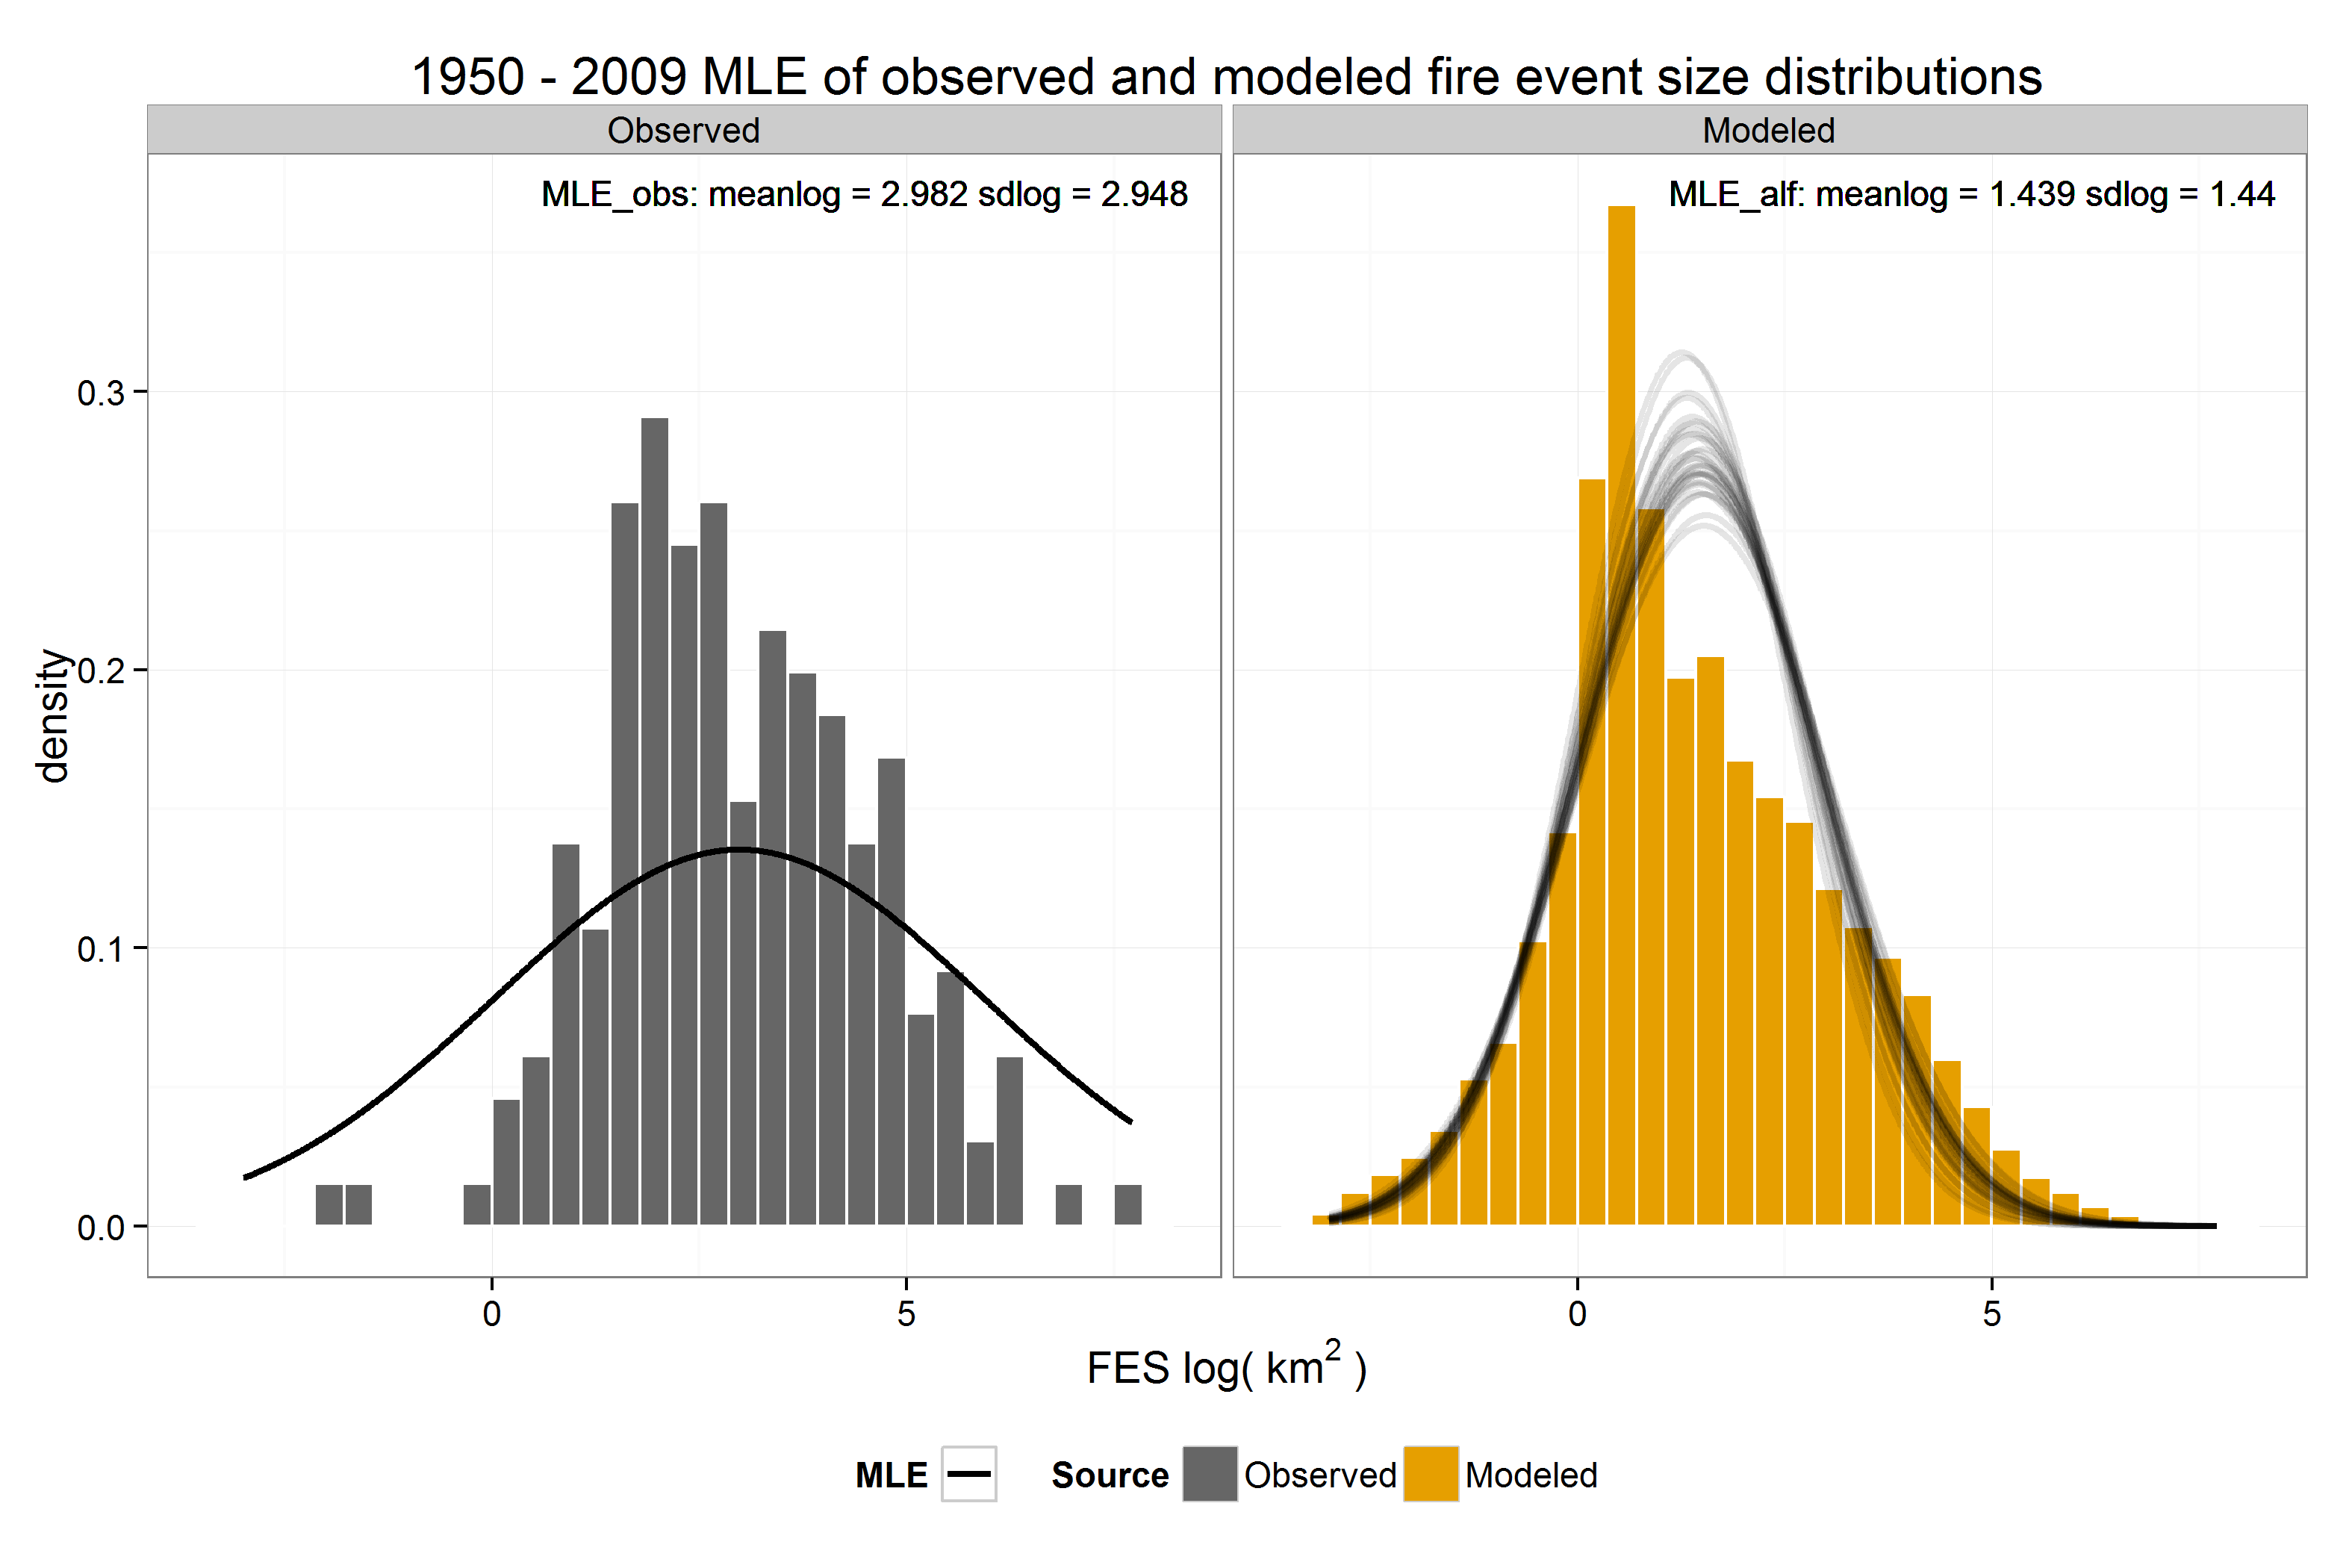 1950 - 2009 MLE of observed and modeled fire event size distributions
Observed
Modeled
MLE_obs: meanlog = 2.982 sdlog = 2.948
MLE_alf: meanlog = 1.439 sdlog = 1.44
density
0.3
0.2
0.1
0.0
0
5
0
5
FES log( km² )
MLE
Source
Observed
Modeled